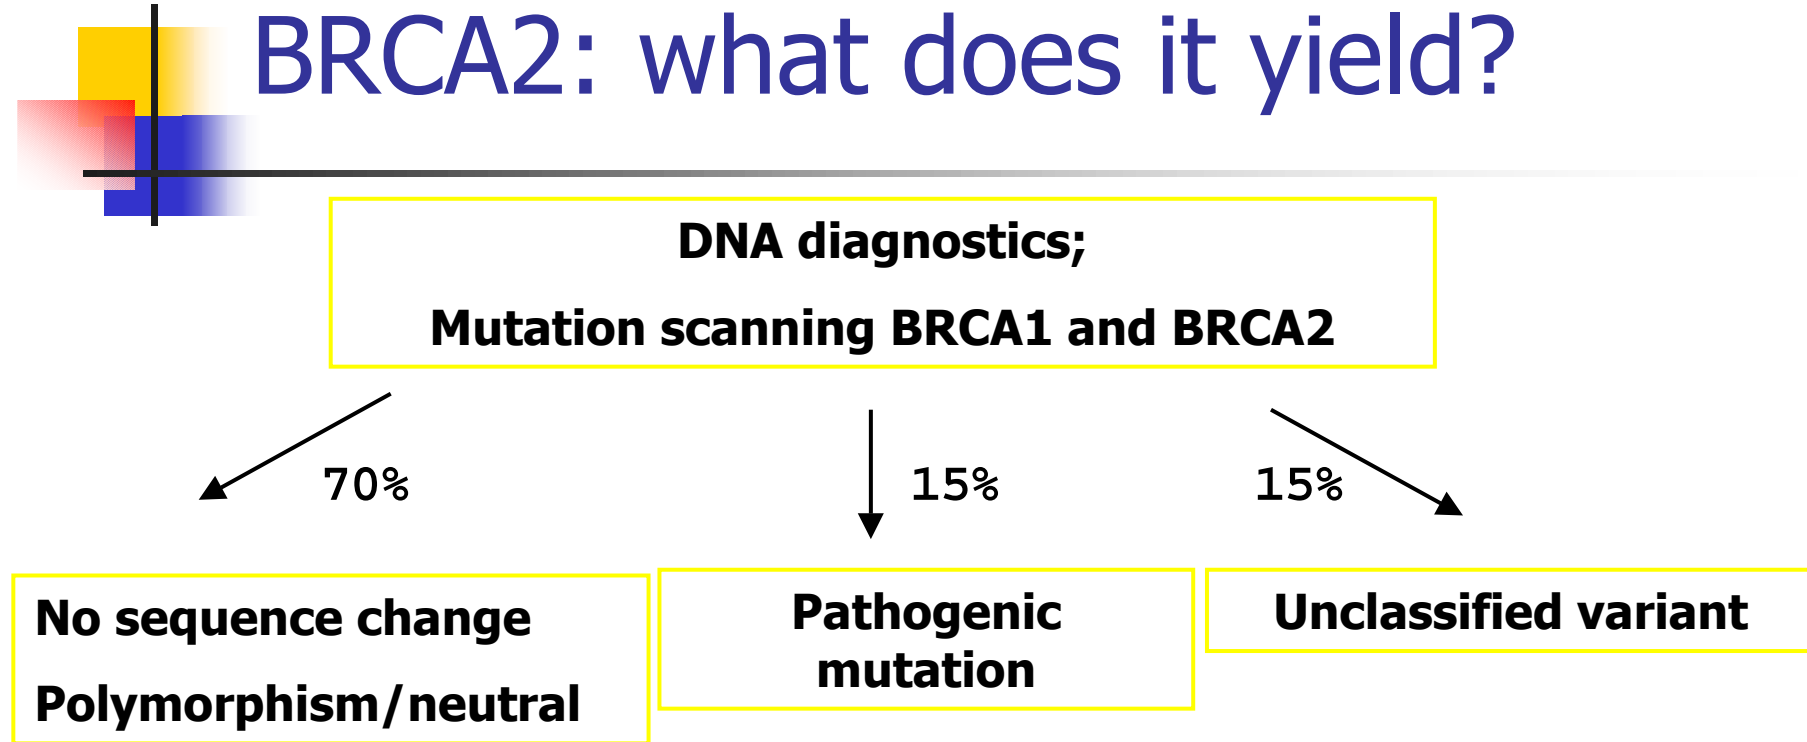 BRCA2: what does it yield?
DNA diagnostics;
Mutation scanning BRCA1 and BRCA2
70%
15%
15%
No sequence change
Polymorphism/neutral
Pathogenic
mutation
Unclassified variant